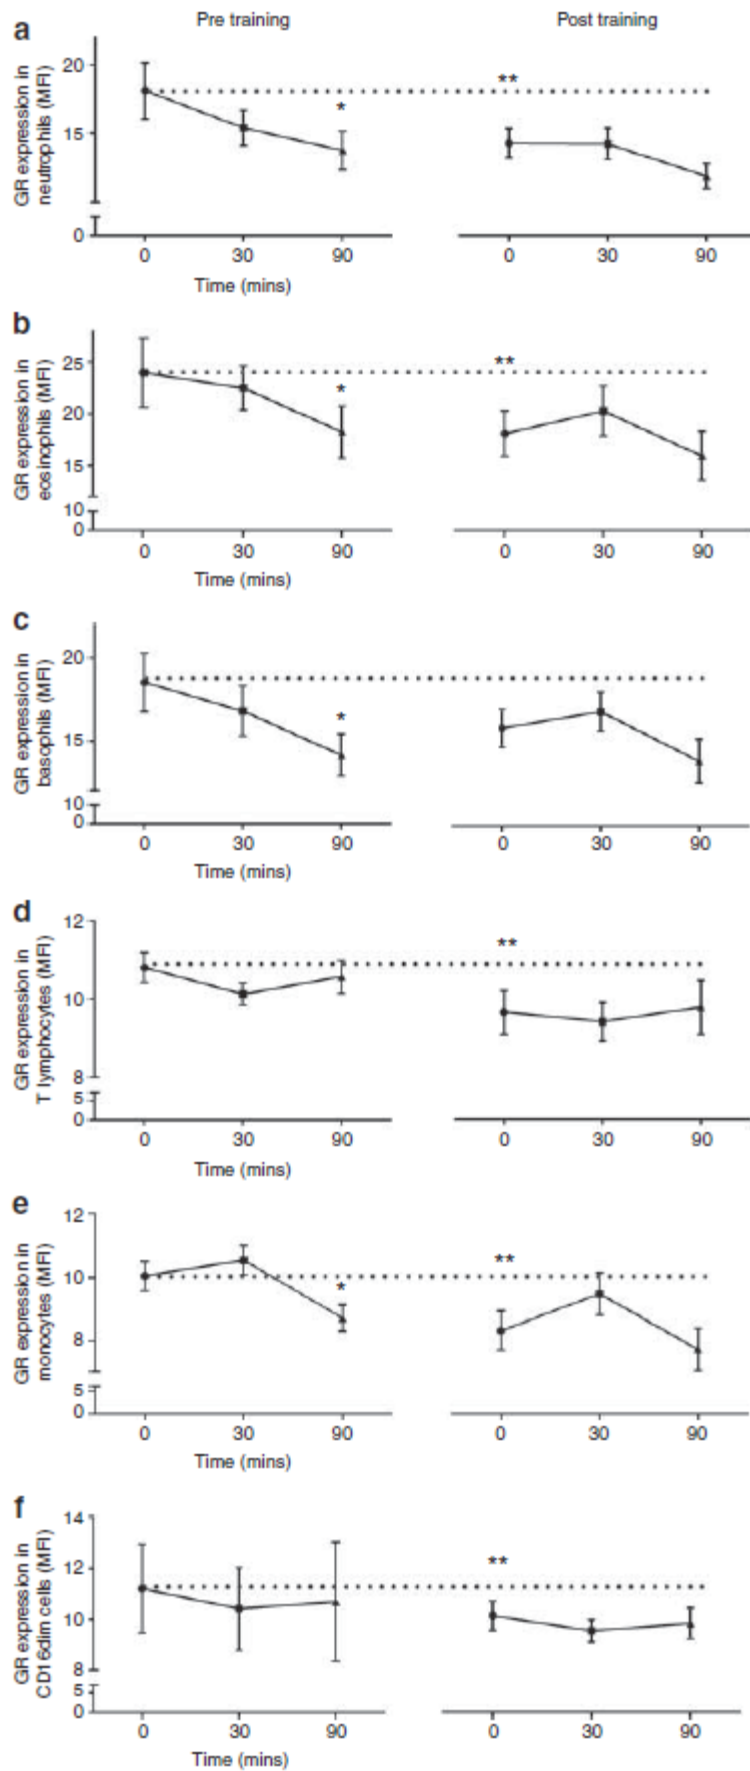 Pre training
Post training
a
GR expression in
neutrophils (MFI)
20
15
0
*
**
0 30 90
0 30 90
Time (mins)
b
GR expression in
eosinophils (MFI)
25
20
15
10
0
*
**
0 30 90
0 30 90
Time (mins)
c
GR expression in
basophils (MFI)
20
15
10
0
*
0 30 90
0 30 90
Time (mins)
d
GR expression in
T lymphocytes (MFI)
12
10
8
5
0
**
0 30 90
0 30 90
Time (mins)
e
GR expression in
monocytes (MFI)
12
10
8
5
0
*
**
0 30 90
0 30 90
Time (mins)
f
GR expression in
CD16dim cells (MFI)
14
12
10
8
5
0
**
0 30 90
0 30 90
Time (mins)